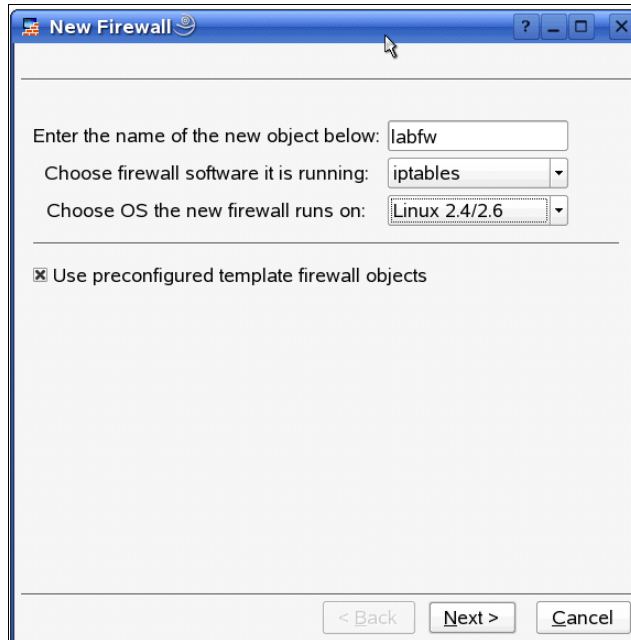 New Firewall
Enter the name of the new object below: labfw
Choose firewall software it is running: iptables
Choose OS the new firewall runs on: Linux 2.4/2.6
Use preconfigured template firewall objects
< Back Next > Cancel